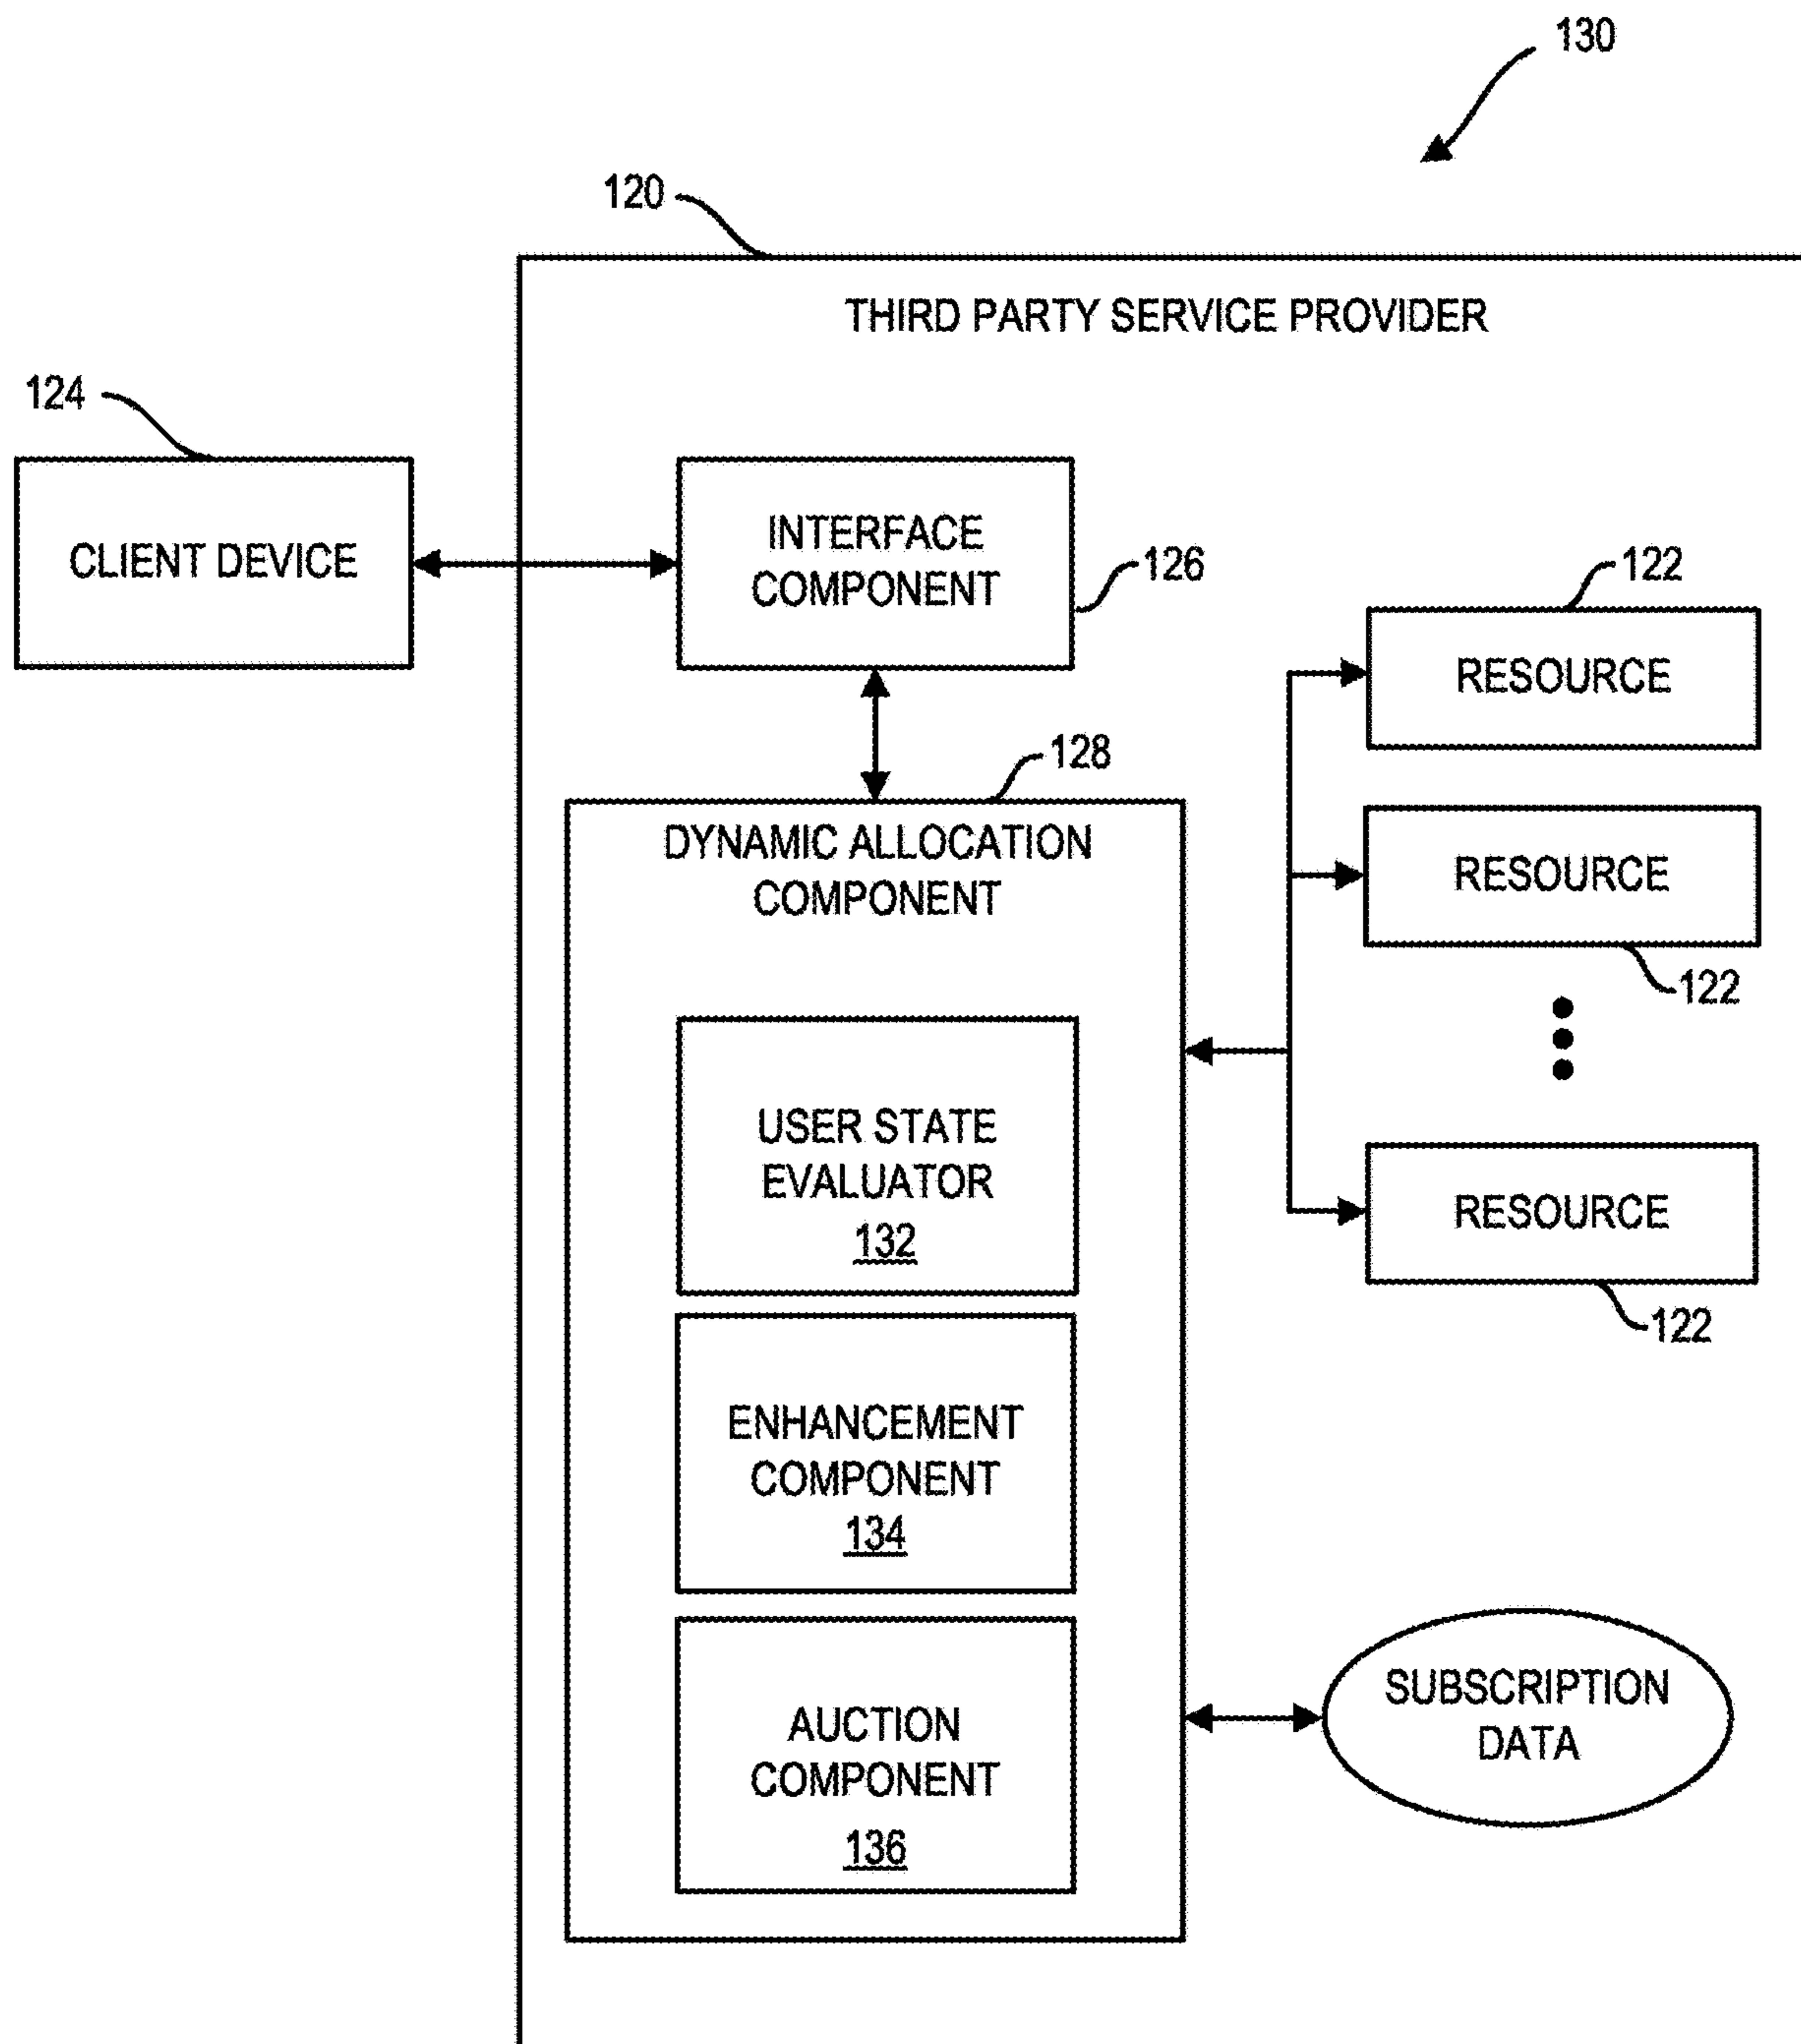 130
120
THIRD PARTY SERVICE PROVIDER
124
CLIENT DEVICE
INTERFACE
COMPONENT
126
122
RESOURCE
128
DYNAMIC ALLOCATION
COMPONENT
RESOURCE
122
USER STATE
EVALUATOR
132
RESOURCE
122
ENHANCEMENT
COMPONENT
134
AUCTION
COMPONENT
136
SUBSCRIPTION
DATA